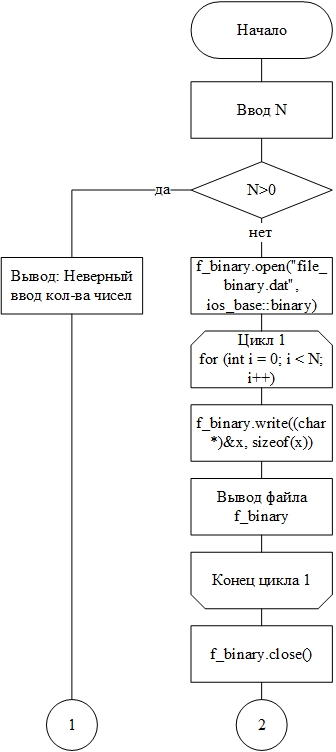 Начало
Ввод N
N>0
да
нет
Вывод: Неверный
ввод кол-ва чисел
f_binary.open("file_
binary.dat",
ios_base::binary)
Цикл 1
for (int i = 0; i < N;
i++)
f_binary.write((char
*)&x, sizeof(x))
Вывод файла
f_binary
Конец цикла 1
f_binary.close()
1
2